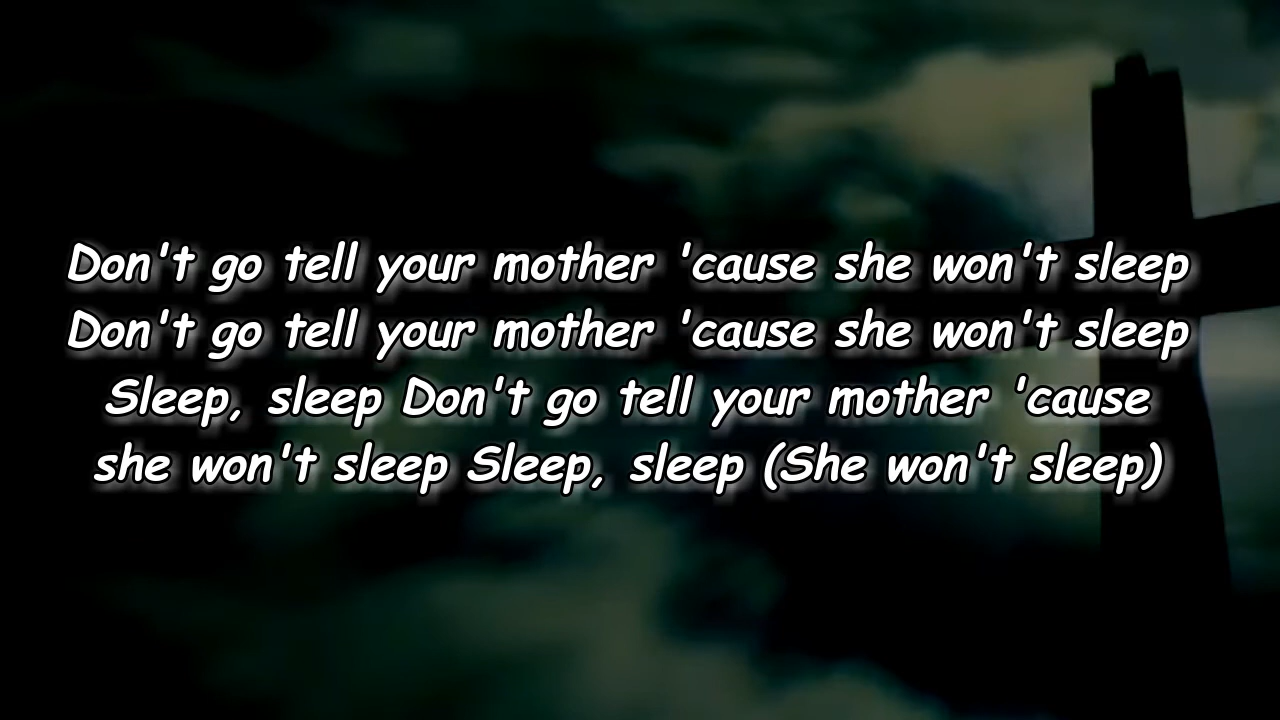 Don't go tell your mother 'cause she won't sleep
Don't go tell your mother 'cause she won't sleep
Sleep, sleep Don't go tell your mother 'cause
she won't sleep Sleep, sleep (She won't sleep)